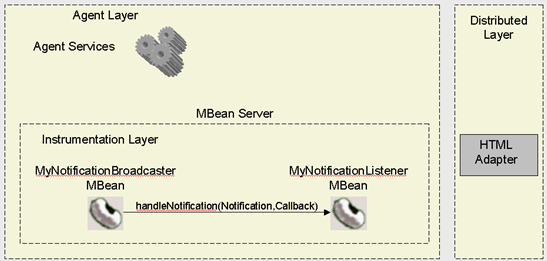 Agent Layer
Agent Services
MBean Server
Instrumentation Layer
MyNotificationBroadcaster
MBean
handleNotification(Notification,Callback)
MyNotificationListener
MBean
Distributed
Layer
HTML
Adapter